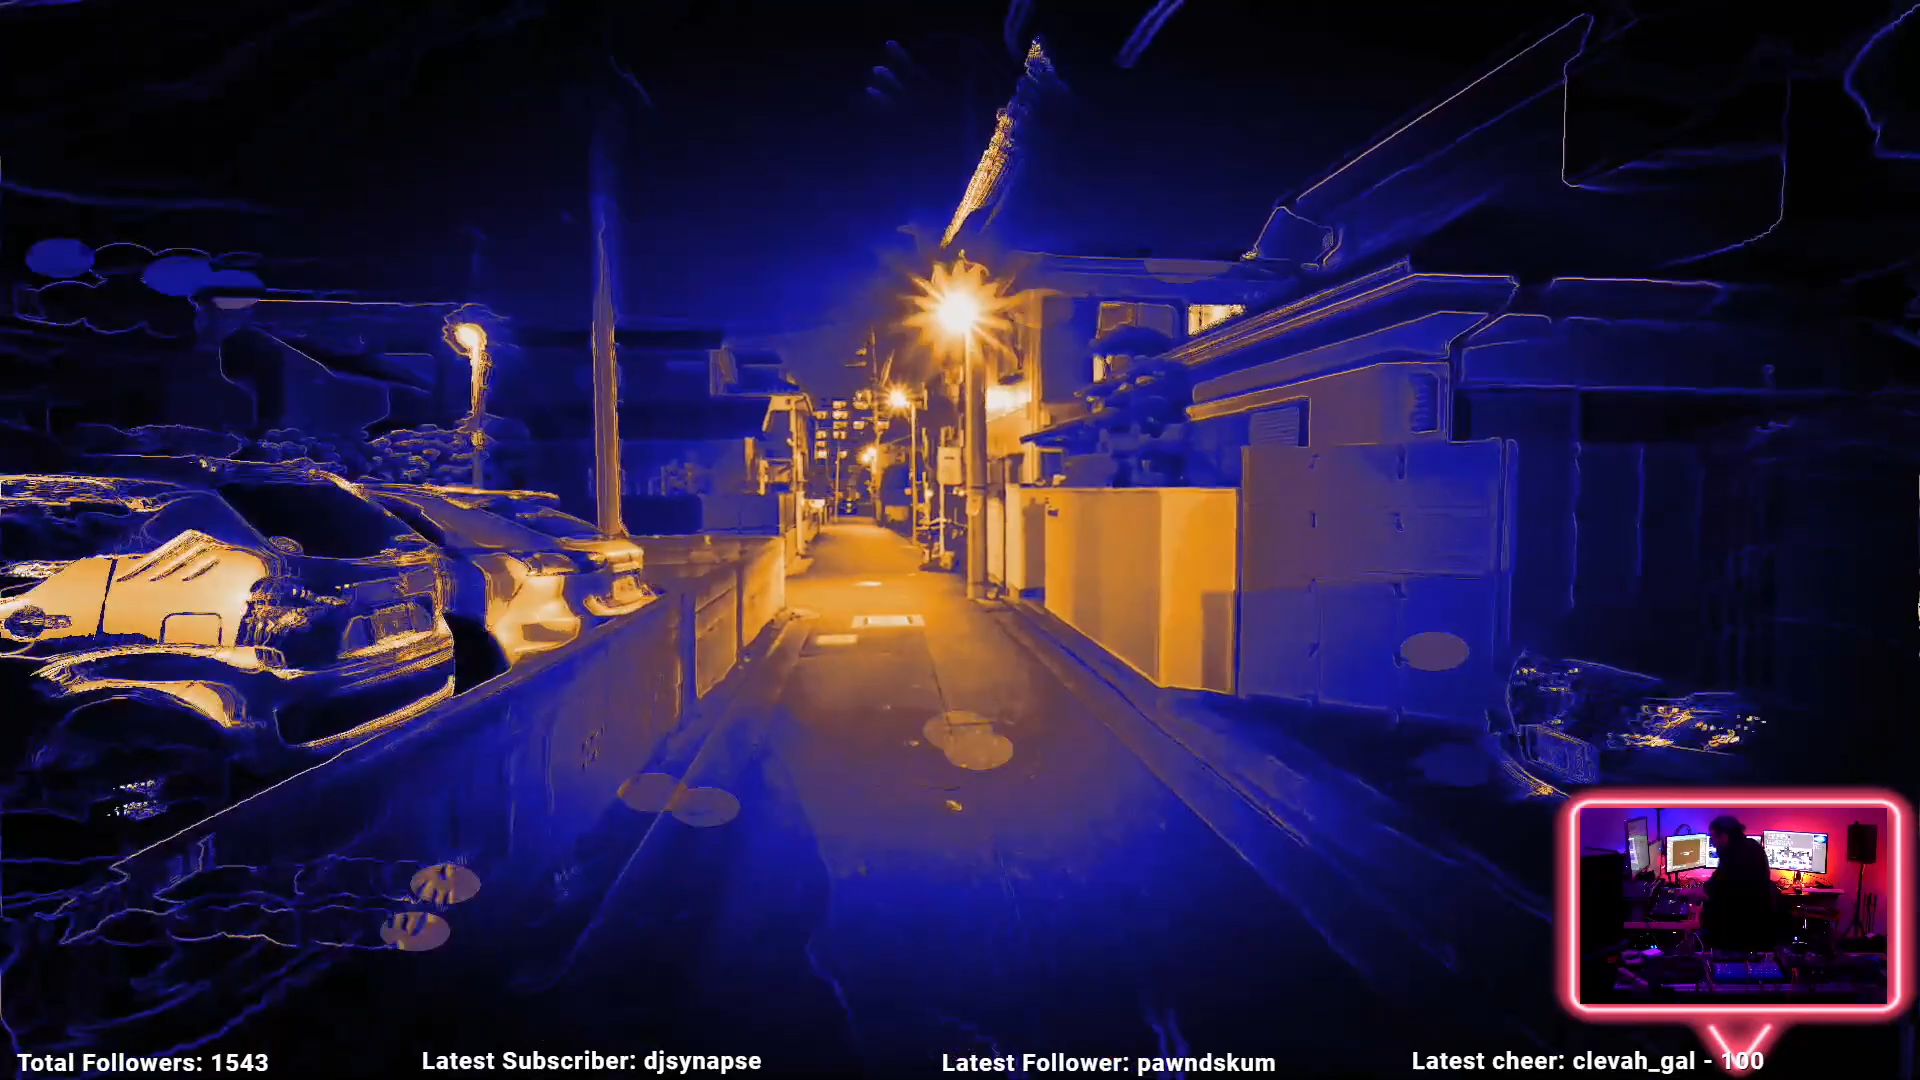 Total Followers: 1543
Latest Subscriber: djsynapse
Latest Follower: pawndskum
Latest cheer: clevah_gal - 100